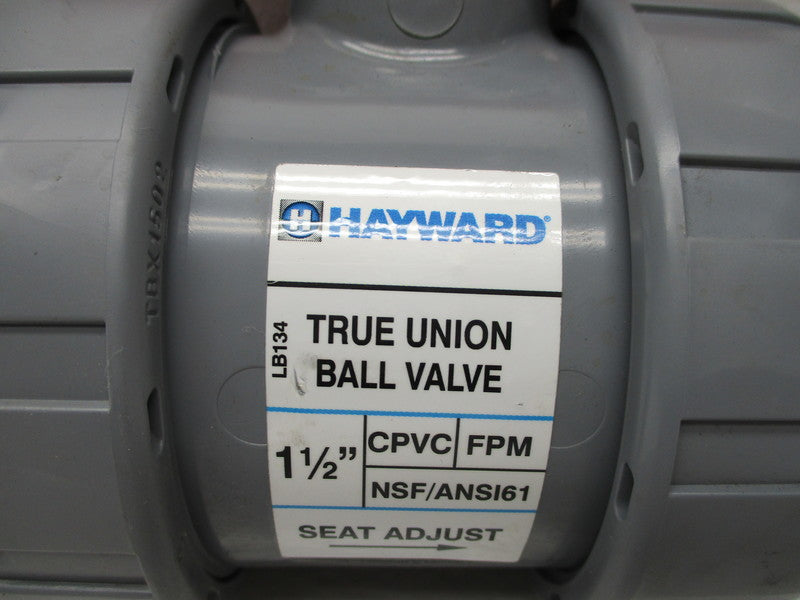 H HAYWARD®
LB134
TRUE UNION
BALL VALVE
1½”
CPVC FPM
NSF/ANSI61
SEAT ADJUST
TBX1502